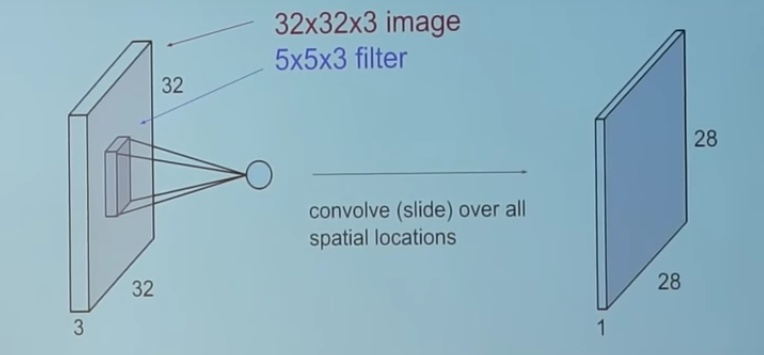 32x32x3 image
5x5x3 filter
32
28
convolve (slide) over all
spatial locations
32
28
3
1